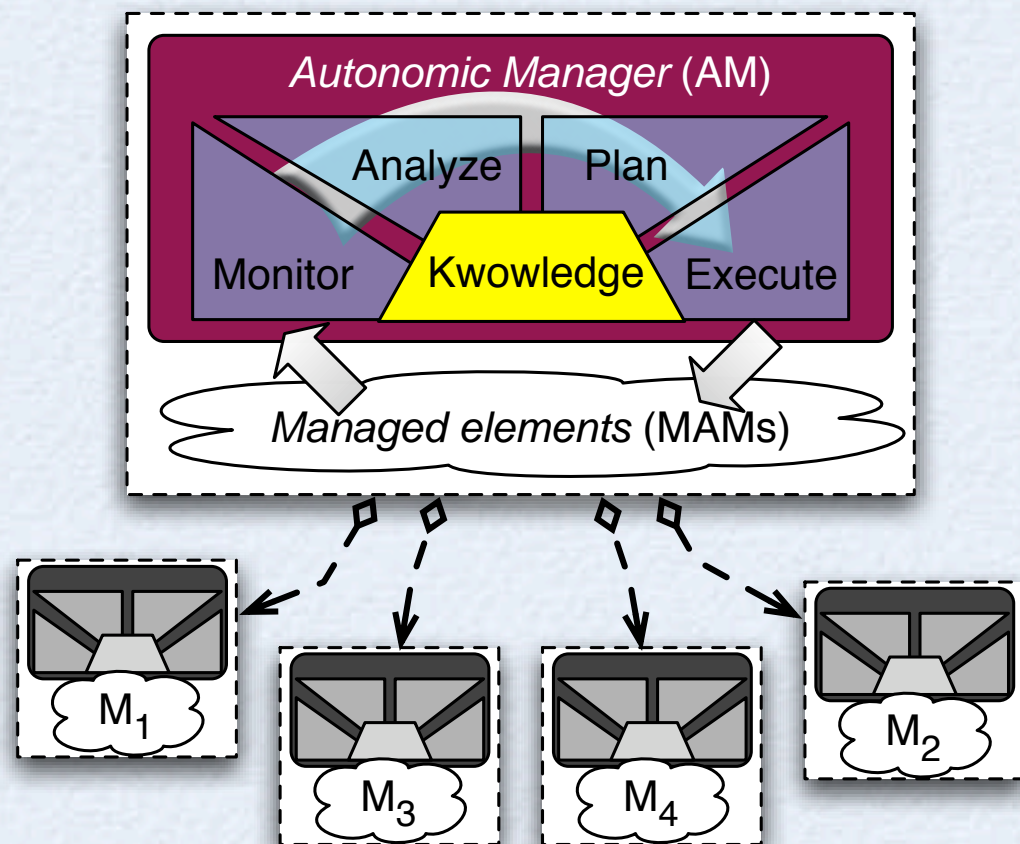 Autonomic Manager (AM)
Analyze
Plan
Monitor
Kwowledge
Execute
Managed elements (MAMs)
M1
M2
M3
M4